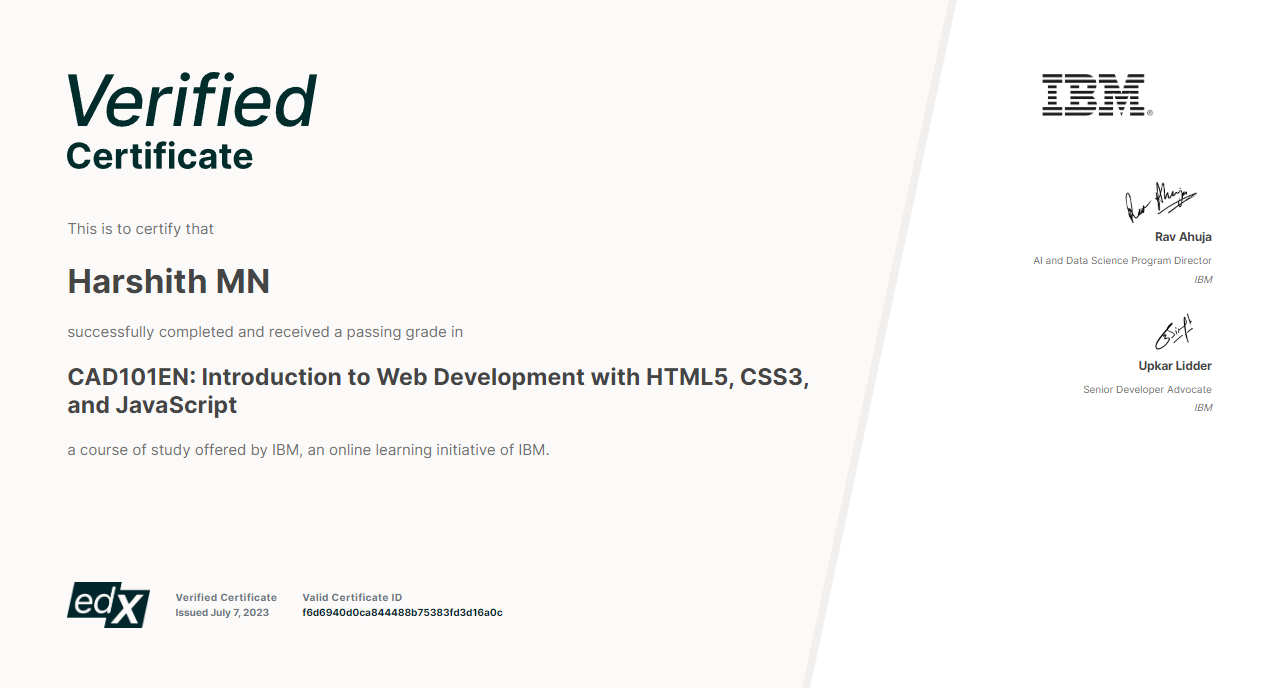 Verified
Certificate
This is to certify that
Harshith MN
successfully completed and received a passing grade in
CAD101EN: Introduction to Web Development with HTML5, CSS3,
and JavaScript
a course of study offered by IBM, an online learning initiative of IBM.
edX
Verified Certificate
Issued July 7, 2023
Valid Certificate ID
f6d6940d0ca844488b75383fd3d16a0c
IBM®
Rav Ahuja
Rav Ahuja
AI and Data Science Program Director
IBM
Upkar Lidder
Senior Developer Advocate
IBM